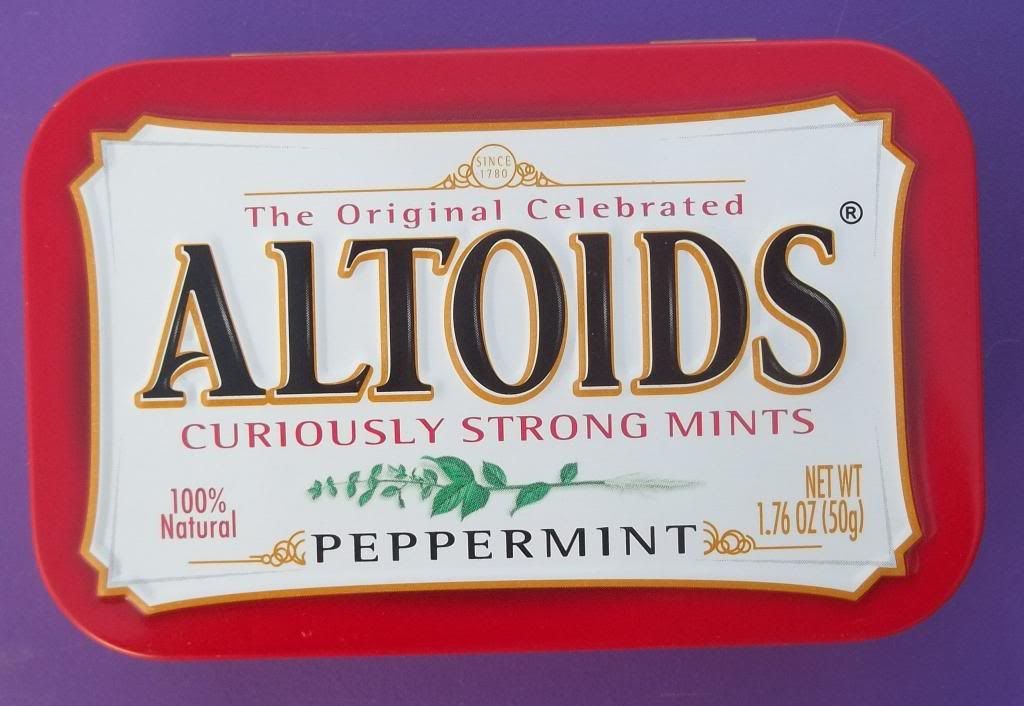 SINCE
1780
The Original Celebrated
ALTOIDS®
CURIOUSLY STRONG MINTS
100%
Natural
PEPPERMINT
NET WT
1.76 OZ (50g)